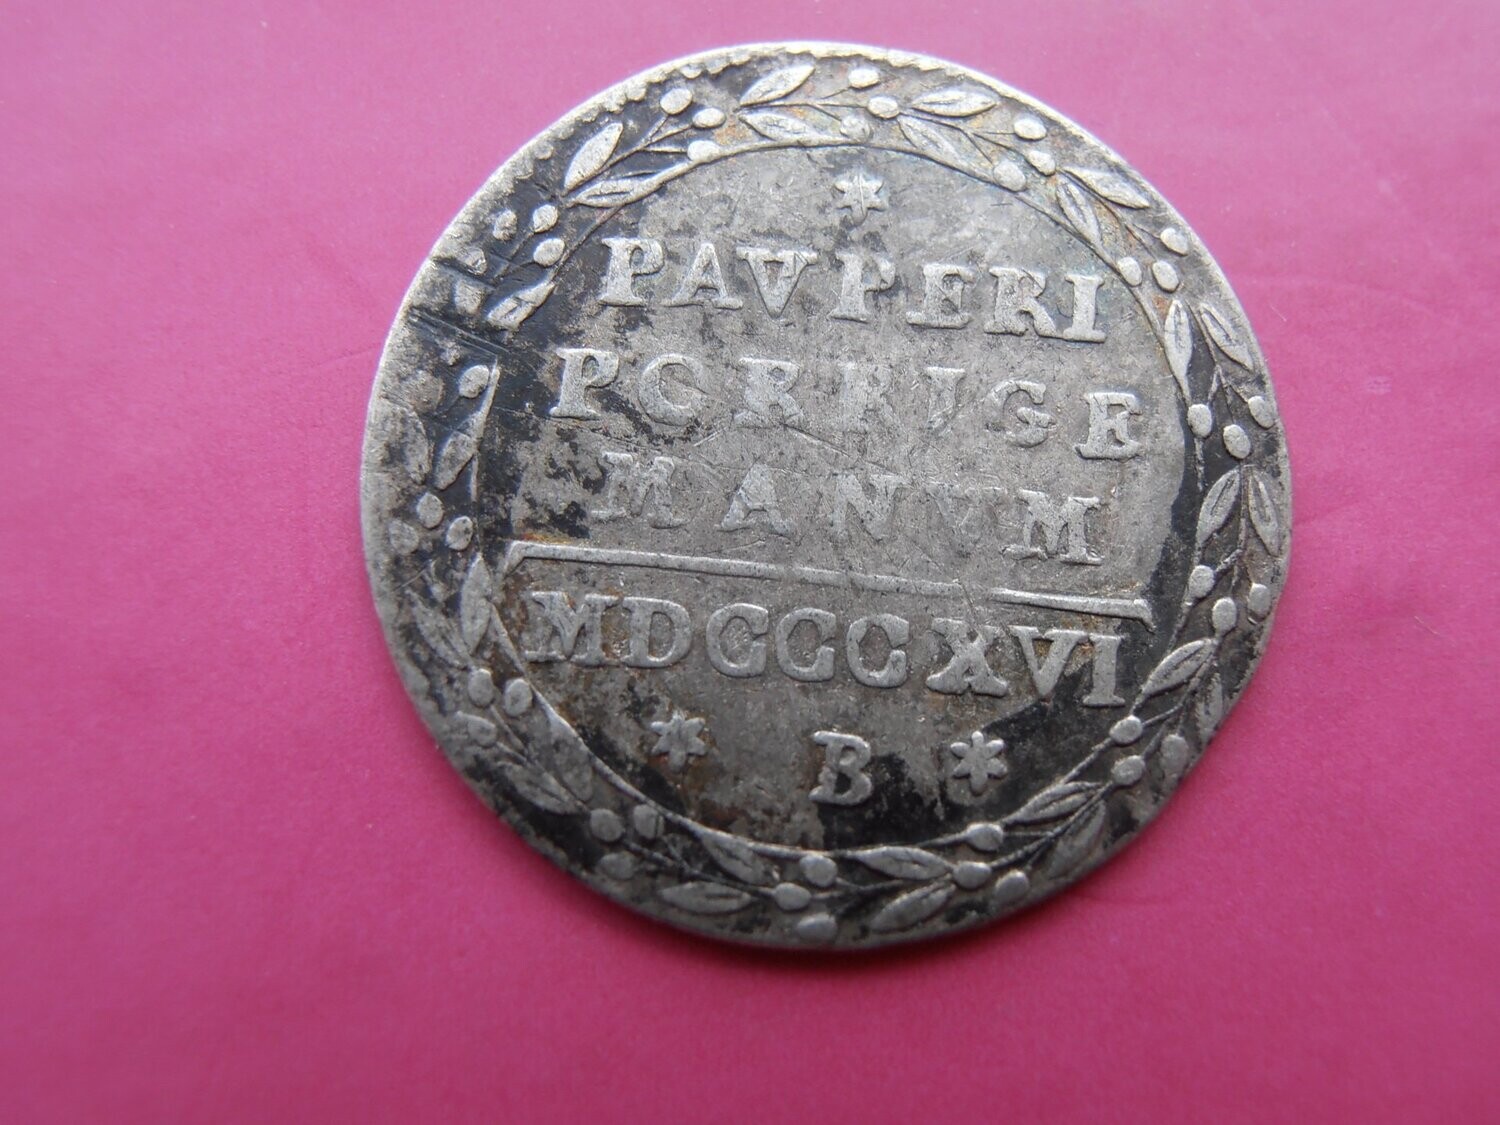 PAVPERI
PORRIGE
MANVM
MDCCCXVI
* B *